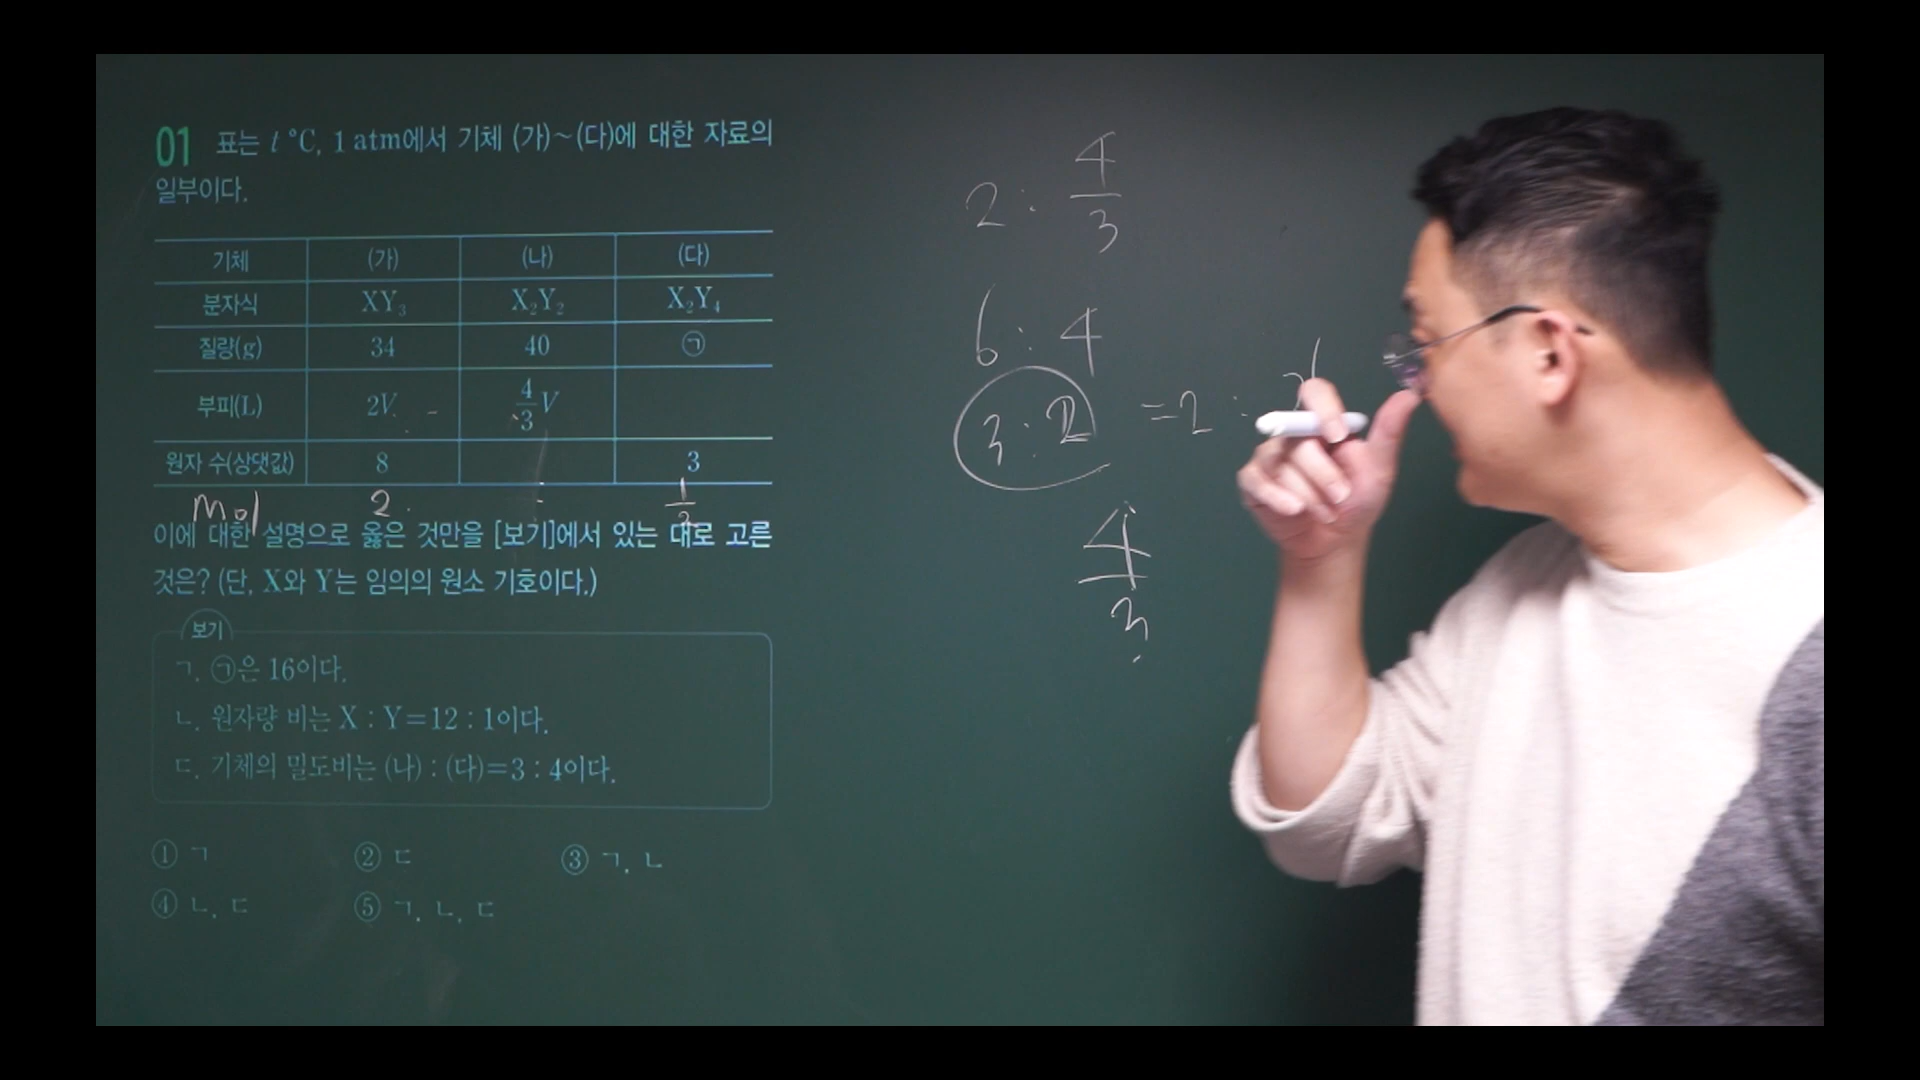 01 표는 t ℃, 1 atm에서 기체 (가)~(다)에 대한 자료의
일부이다.
기체 (가) (나) (다)
분자식 XY₃ X₂Y₂ X₂Y₄
질량(g) 34 40 ㉠
부피(L) 2V 4/3 V
원자 수(상댓값) 8 3
mol 2 1/2
이에 대한 설명으로 옳은 것만을 [보기]에서 있는 대로 고른
것은? (단, X와 Y는 임의의 원소 기호이다.)
보기
ㄱ. ㉠은 16이다.
ㄴ. 원자량 비는 X : Y=12 : 1이다.
ㄷ. 기체의 밀도비는 (나) : (다)=3 : 4이다.
① ㄱ ② ㄷ ③ ㄱ, ㄴ
④ ㄴ, ㄷ ⑤ ㄱ, ㄴ, ㄷ
2 : 4/3
6 : 4
3 : 2 = 2 :
4/3